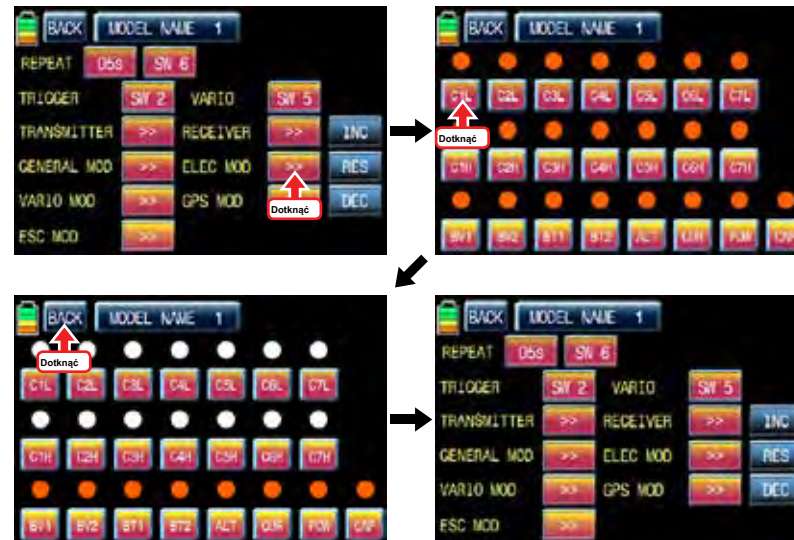 BACK MODEL NAME 1
REPEAT 05s SW 6
TRIGGER SW 2 VARIO SW 5
TRANSMITTER >> RECEIVER >> INC
GENERAL MOD >> ELEC MOD >> RES
VARIO MOD >> GPS MOD DEC
Dotknąć
ESC MOD >>
BACK MODEL NAME 1
C1L C2L C3L C4L C5L C6L C7L
Dotknąć
C1H C2H C3H C4H C5H C6H C7H
BV1 BV2 BT1 BT2 ALT CUR POW CAP
BACK MODEL NAME 1
Dotknąć
C1L C2L C3L C4L C5L C6L C7L
C1H C2H C3H C4H C5H C6H C7H
BV1 BV2 BT1 BT2 ALT CUR POW CAP
BACK MODEL NAME 1
REPEAT 05s SW 6
TRIGGER SW 2 VARIO SW 5
TRANSMITTER >> RECEIVER >> INC
GENERAL MOD >> ELEC MOD >> RES
VARIO MOD >> GPS MOD >> DEC
ESC MOD >>